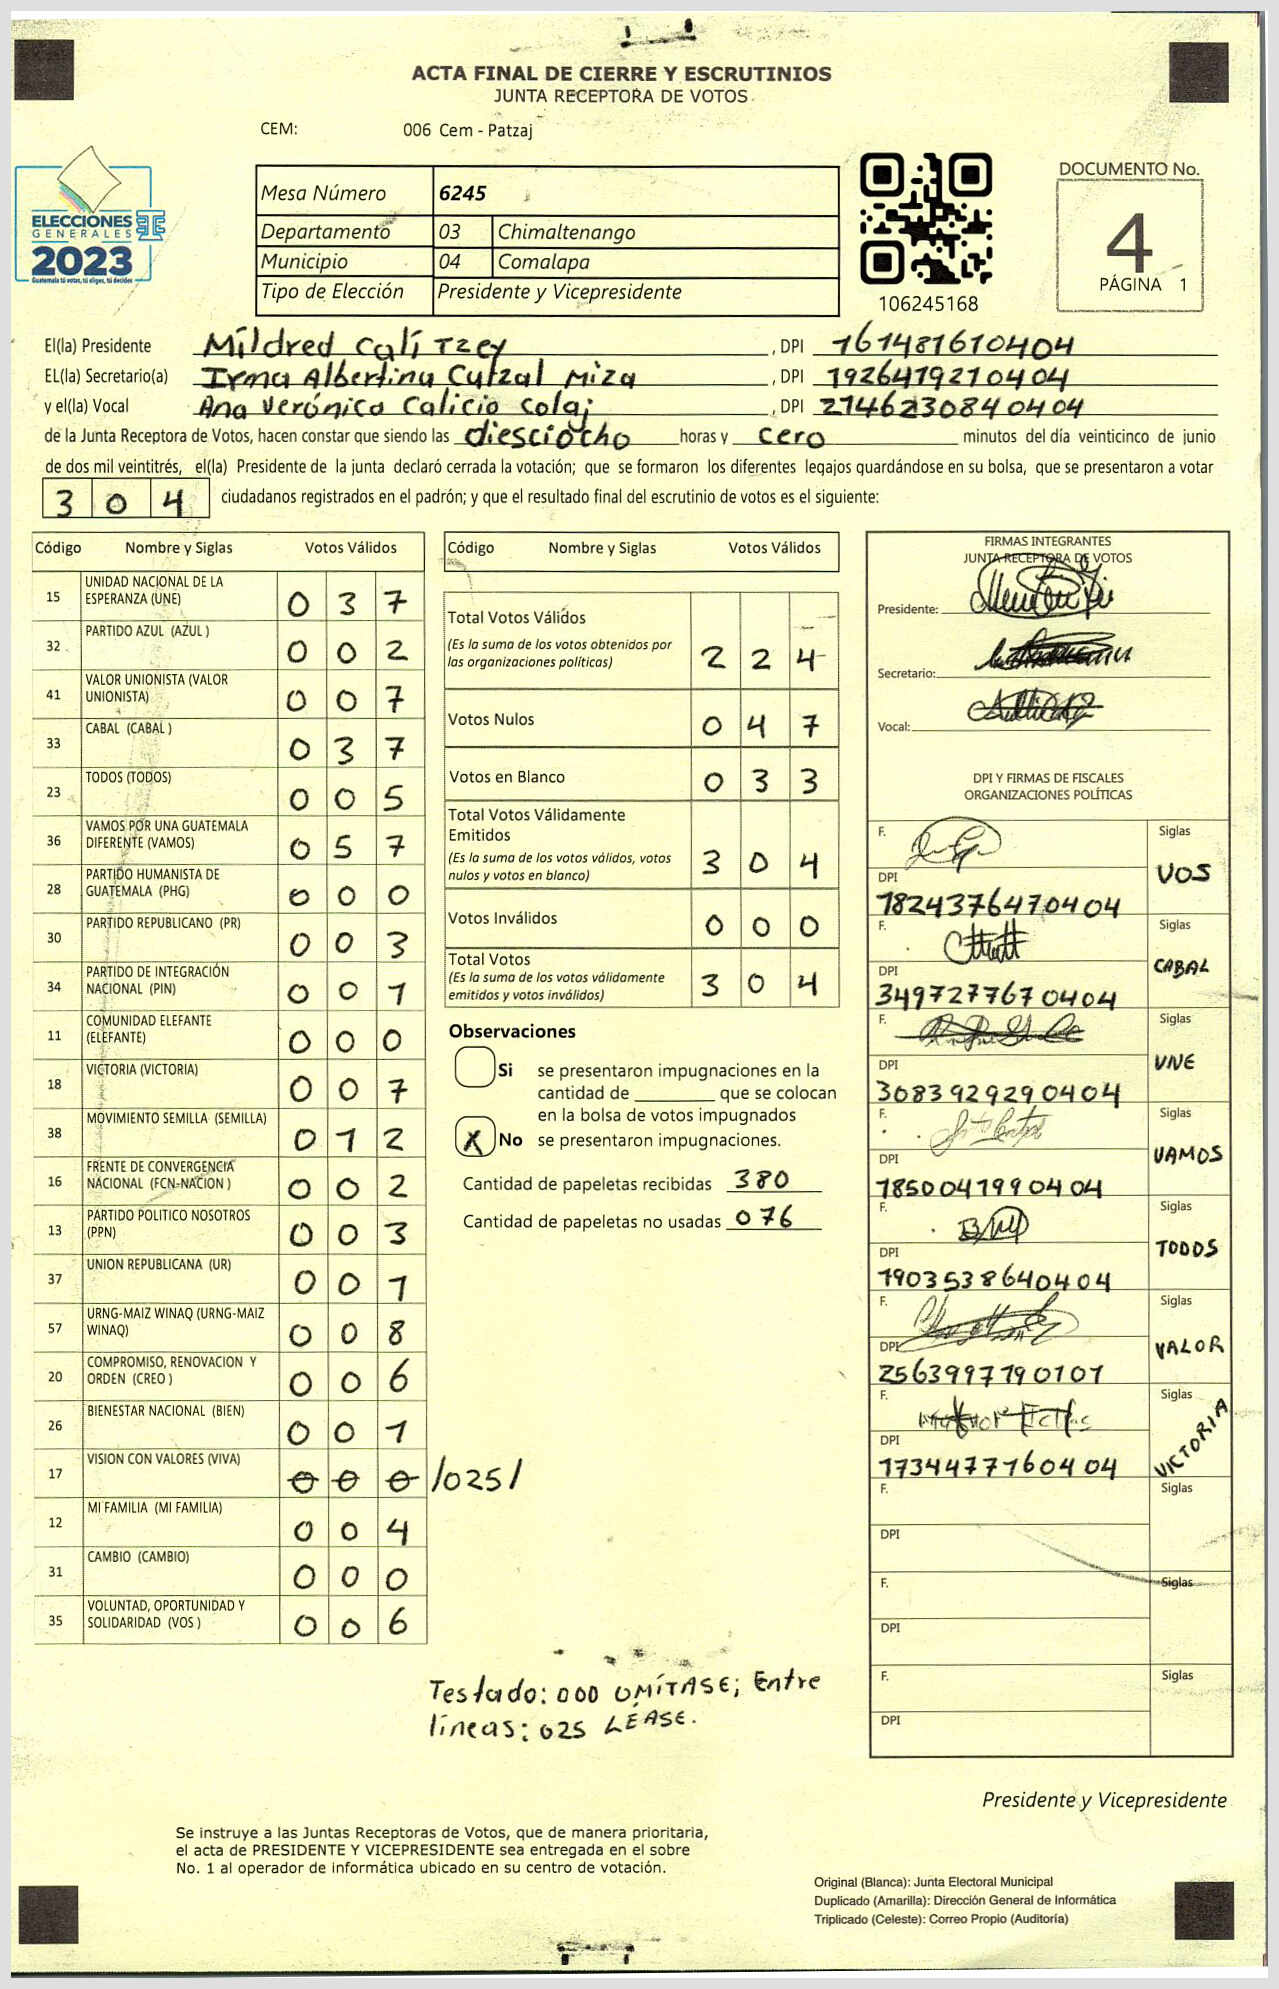 ACTA FINAL DE CIERRE Y ESCRUTINIOS
JUNTA RECEPTORA DE VOTOS
CEM: 006 Cem - Patzaj
ELECCIONES
GENERALES
2023
Guatemala tú votas, tú eliges, tú decides
Mesa Número 6245
Departamento 03 Chimaltenango
Municipio 04 Comalapa
Tipo de Elección Presidente y Vicepresidente
106245168
DOCUMENTO No.
4
PÁGINA 1
El(la) Presidente Mildred Calí Tzey , DPI 161481610404
EL(la) Secretario(a) Irma Albertina Cutzal Miza , DPI 1926419210404
y el(la) Vocal Ana Verónica Calicio Colaj , DPI 2746230840404
de la Junta Receptora de Votos, hacen constar que siendo las diesciocho horas y cero minutos del día veinticinco de junio
de dos mil veintitrés, el(la) Presidente de la junta declaró cerrada la votación; que se formaron los diferentes legajos guardándose en su bolsa, que se presentaron a votar
304 ciudadanos registrados en el padrón; y que el resultado final del escrutinio de votos es el siguiente:
Código Nombre y Siglas Votos Válidos
15 UNIDAD NACIONAL DE LA ESPERANZA (UNE) 0 3 7
32 PARTIDO AZUL (AZUL ) 0 0 2
41 VALOR UNIONISTA (VALOR UNIONISTA) 0 0 7
33 CABAL (CABAL ) 0 3 7
23 TODOS (TODOS) 0 0 5
36 VAMOS POR UNA GUATEMALA DIFERENTE (VAMOS) 0 5 7
28 PARTIDO HUMANISTA DE GUATEMALA (PHG) 0 0 0
30 PARTIDO REPUBLICANO (PR) 0 0 3
34 PARTIDO DE INTEGRACIÓN NACIONAL (PIN) 0 0 1
11 COMUNIDAD ELEFANTE (ELEFANTE) 0 0 0
18 VICTORIA (VICTORIA) 0 0 7
38 MOVIMIENTO SEMILLA (SEMILLA) 0 1 2
16 FRENTE DE CONVERGENCIA NACIONAL (FCN-NACION ) 0 0 2
13 PARTIDO POLITICO NOSOTROS (PPN) 0 0 3
37 UNION REPUBLICANA (UR) 0 0 1
57 URNG-MAIZ WINAQ (URNG-MAIZ WINAQ) 0 0 8
20 COMPROMISO, RENOVACION Y ORDEN (CREO ) 0 0 6
26 BIENESTAR NACIONAL (BIEN) 0 0 1
17 VISION CON VALORES (VIVA) 0 0 0 /025/
12 MI FAMILIA (MI FAMILIA) 0 0 4
31 CAMBIO (CAMBIO) 0 0 0
35 VOLUNTAD, OPORTUNIDAD Y SOLIDARIDAD (VOS ) 0 0 6
Código Nombre y Siglas Votos Válidos
Total Votos Válidos
(Es la suma de los votos obtenidos por
las organizaciones políticas) 2 2 4
Votos Nulos 0 4 7
Votos en Blanco 0 3 3
Total Votos Válidamente
Emitidos
(Es la suma de los votos válidos, votos
nulos y votos en blanco) 3 0 4
Votos Inválidos 0 0 0
Total Votos
(Es la suma de los votos válidamente
emitidos y votos inválidos) 3 0 4
Observaciones
Si se presentaron impugnaciones en la
cantidad de ________ que se colocan
en la bolsa de votos impugnados
X No se presentaron impugnaciones.
Cantidad de papeletas recibidas 380
Cantidad de papeletas no usadas 076
Testado: 000 OMÍTASE; Entre
líneas: 025 LÉASE.
FIRMAS INTEGRANTES
JUNTA RECEPTORA DE VOTOS
Presidente:
Secretario:
Vocal:
DPI Y FIRMAS DE FISCALES
ORGANIZACIONES POLÍTICAS
F. Siglas
VOS
DPI
1824376470404
F. Siglas
CABAL
DPI
3497277670404
F. Siglas
UNE
DPI
3083929290404
F. Siglas
VAMOS
DPI
1850041990404
F. Siglas
TODOS
DPI
1903538640404
F. Siglas
VALOR
DPI
2563997190101
F. Siglas
VICTORIA
DPI
1734477160404
F. Siglas
DPI
F. Siglas
DPI
F. Siglas
DPI
Presidente y Vicepresidente
Se instruye a las Juntas Receptoras de Votos, que de manera prioritaria,
el acta de PRESIDENTE Y VICEPRESIDENTE sea entregada en el sobre
No. 1 al operador de informática ubicado en su centro de votación.
Original (Blanca): Junta Electoral Municipal
Duplicado (Amarilla): Dirección General de Informática
Triplicado (Celeste): Correo Propio (Auditoría)